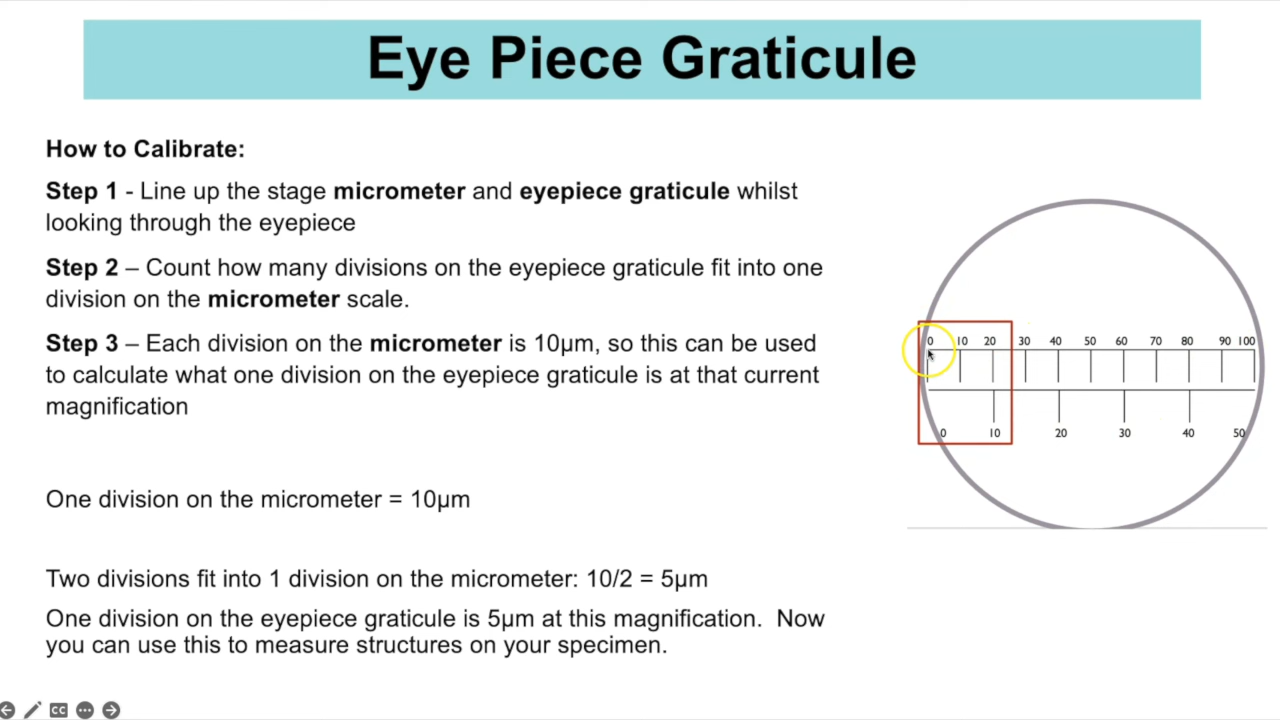 Eye Piece Graticule
How to Calibrate:
Step 1 - Line up the stage micrometer and eyepiece graticule whilst
looking through the eyepiece
Step 2 – Count how many divisions on the eyepiece graticule fit into one
division on the micrometer scale.
Step 3 – Each division on the micrometer is 10μm, so this can be used
to calculate what one division on the eyepiece graticule is at that current
magnification
One division on the micrometer = 10μm
Two divisions fit into 1 division on the micrometer: 10/2 = 5μm
One division on the eyepiece graticule is 5μm at this magnification.  Now
you can use this to measure structures on your specimen.
0 10 20 30 40 50 60 70 80 90 100
0 10 20 30 40 50
CC